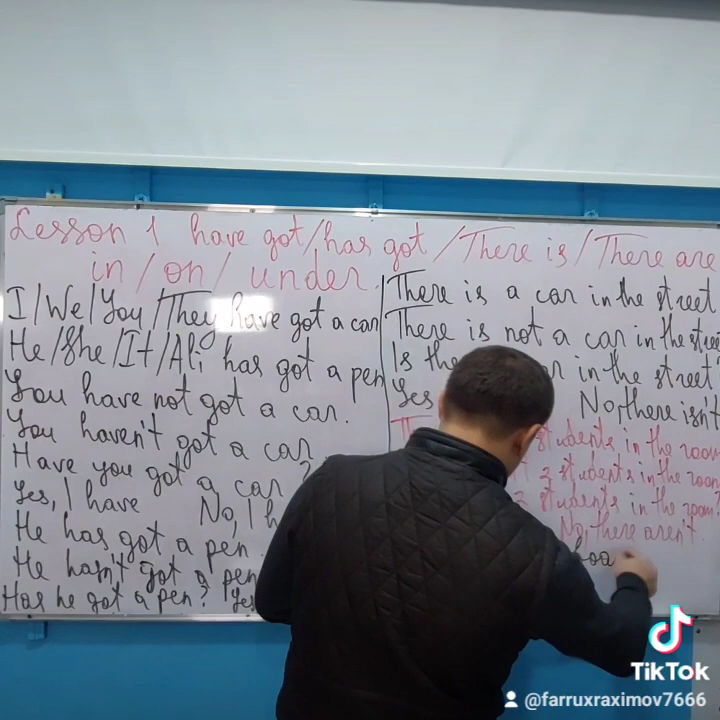 Lesson 1 have got/has got/There is/There are
in/on/under.
I/We/You/They have got a car
He/She/It/Ali has got a pen
You have not got a car.
You haven't got a car
Have you got a car?
Yes, I have No, I h
He has got a pen
He hasn't got a pen
Has he got a pen? Yes
There is a car in the street
There is not a car in the stree
Is the in the street?
Yes No, there isn't
students in the room
3 students in the room
students in the room?
No, there aren't.
boa
TikTok
@farruxraximov7666